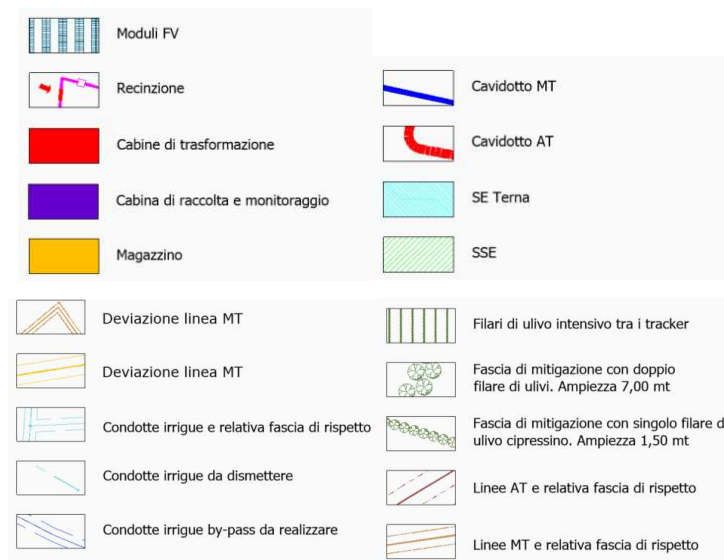 Moduli FV
Recinzione
Cabine di trasformazione
Cabina di raccolta e monitoraggio
Magazzino
Cavidotto MT
Cavidotto AT
SE Terna
SSE
Deviazione linea MT
Deviazione linea MT
Condotte irrigue e relativa fascia di rispetto
Condotte irrigue da dismettere
Condotte irrigue by-pass da realizzare
Filari di ulivo intensivo tra i tracker
Fascia di mitigazione con doppio
filare di ulivi. Ampiezza 7,00 mt
Fascia di mitigazione con singolo filare d
ulivo cipressino. Ampiezza 1,50 mt
Linee AT e relativa fascia di rispetto
Linee MT e relativa fascia di rispetto